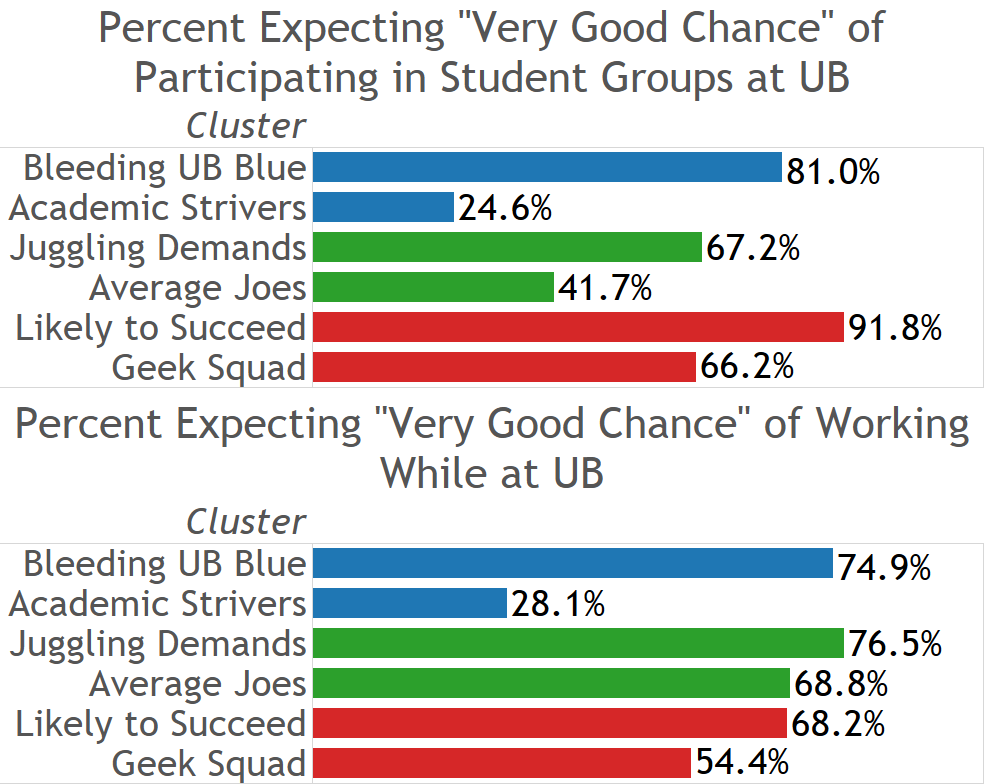 Percent Expecting "Very Good Chance" of
Participating in Student Groups at UB
Cluster
Bleeding UB Blue 81.0%
Academic Strivers 24.6%
Juggling Demands 67.2%
Average Joes 41.7%
Likely to Succeed 91.8%
Geek Squad 66.2%
Percent Expecting "Very Good Chance" of Working
While at UB
Cluster
Bleeding UB Blue 74.9%
Academic Strivers 28.1%
Juggling Demands 76.5%
Average Joes 68.8%
Likely to Succeed 68.2%
Geek Squad 54.4%